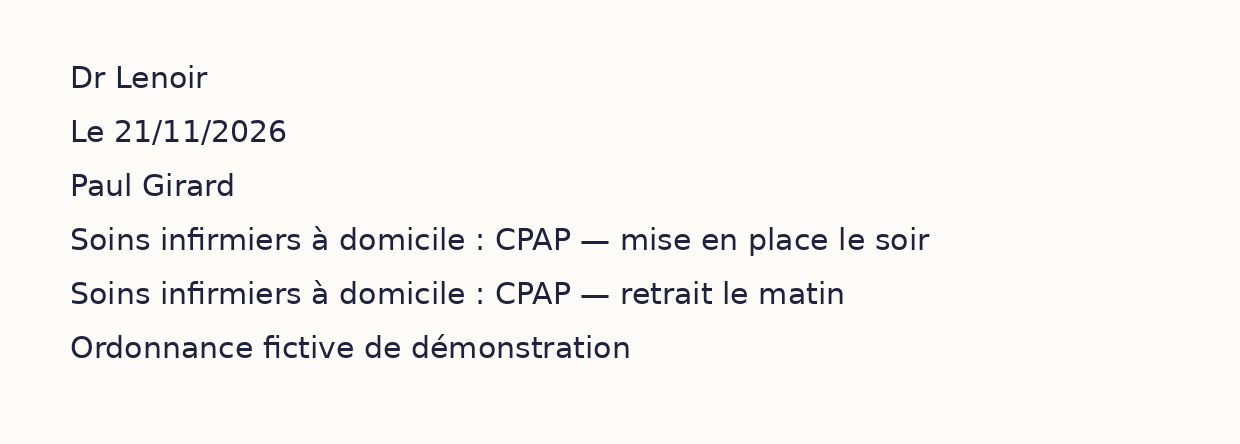 Dr Lenoir
Le 21/11/2026
Paul Girard
Soins infirmiers à domicile : CPAP — mise en place le soir
Soins infirmiers à domicile : CPAP — retrait le matin
Ordonnance fictive de démonstration